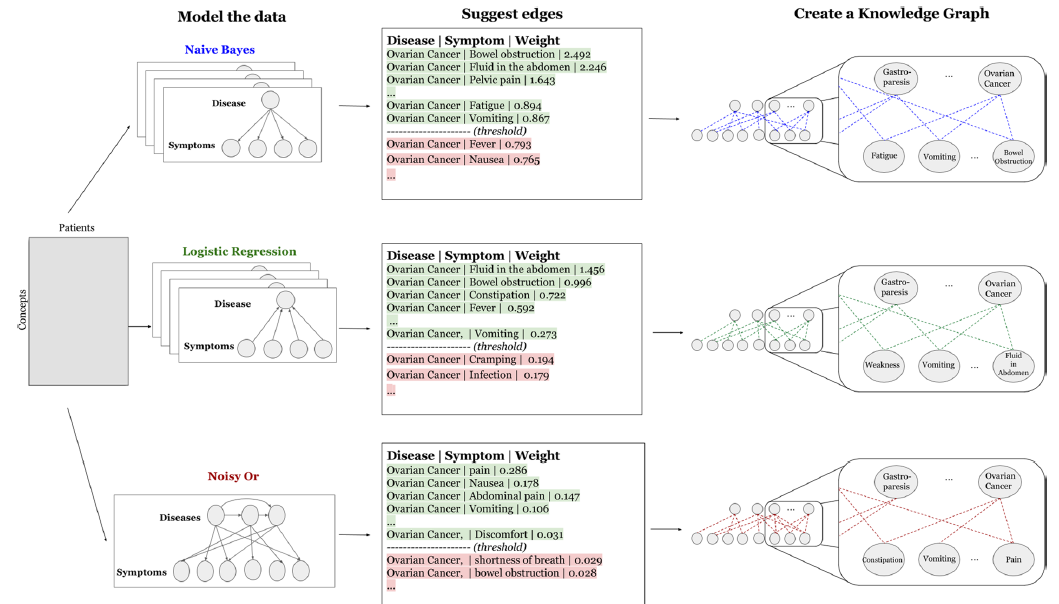 Model the data
Suggest edges
Create a Knowledge Graph
Naive Bayes
Disease
Symptoms
Disease | Symptom | Weight
Ovarian Cancer | Bowel obstruction | 2.492
Ovarian Cancer | Fluid in the abdomen | 2.246
Ovarian Cancer | Pelvic pain | 1.643
...
Ovarian Cancer | Fatigue | 0.894
Ovarian Cancer | Vomiting | 0.867
-------------------- (threshold)
Ovarian Cancer | Fever | 0.793
Ovarian Cancer | Nausea | 0.765
...
...
Gastro-
paresis
...
Ovarian
Cancer
Fatigue
Vomiting
...
Bowel
Obstruction
Patients
Concepts
Logistic Regression
Disease
Symptoms
Disease | Symptom | Weight
Ovarian Cancer | Fluid in the abdomen | 1.456
Ovarian Cancer | Bowel obstruction | 0.996
Ovarian Cancer | Constipation | 0.722
Ovarian Cancer | Fever | 0.592
...
Ovarian Cancer, | Vomiting | 0.273
-------------------- (threshold)
Ovarian Cancer | Cramping | 0.194
Ovarian Cancer | Infection | 0.179
...
...
Gastro-
paresis
...
Ovarian
Cancer
Weakness
Vomiting
...
Fluid
in
Abdomen
Noisy Or
Diseases
Symptoms
Disease | Symptom | Weight
Ovarian Cancer | pain | 0.286
Ovarian Cancer | Nausea | 0.178
Ovarian Cancer | Abdominal pain | 0.147
Ovarian Cancer | Vomiting | 0.106
...
Ovarian Cancer, | Discomfort | 0.031
-------------------- (threshold)
Ovarian Cancer, | shortness of breath | 0.029
Ovarian Cancer, | bowel obstruction | 0.028
...
...
Gastro-
paresis
...
Ovarian
Cancer
Constipation
Vomiting
...
Pain